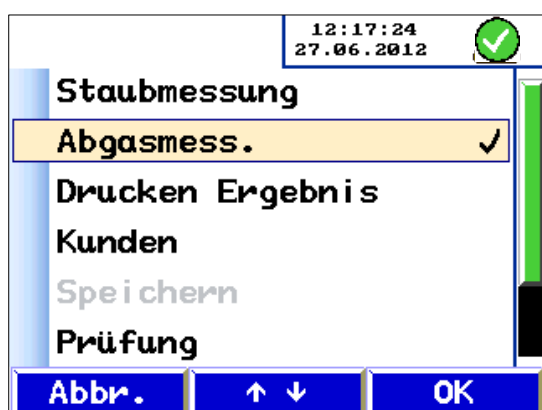 12:17:24
27.06.2012
Staubmessung
Abgasmess. ✓
Drucken Ergebnis
Kunden
Speichern
Prüfung
Abbr. ↑ ↓ OK